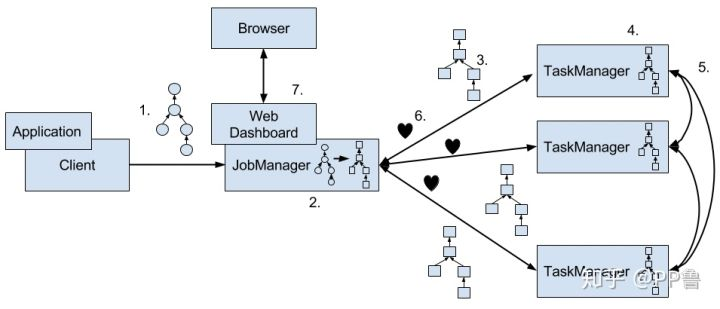 Browser
4.
3.
TaskManager
5.
7.
1.
6.
Web
Dashboard
Application
Client
JobManager
TaskManager
2.
TaskManager
知乎 @PP鲁